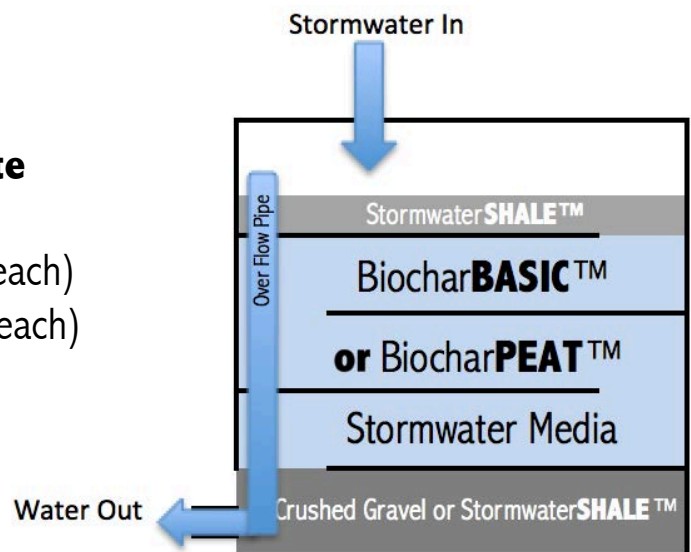 Stormwater In
te
each)
each)
Over Flow Pipe
StormwaterSHALE™
BiocharBASIC™
or BiocharPEAT™
Stormwater Media
Crushed Gravel or StormwaterSHALE™
Water Out